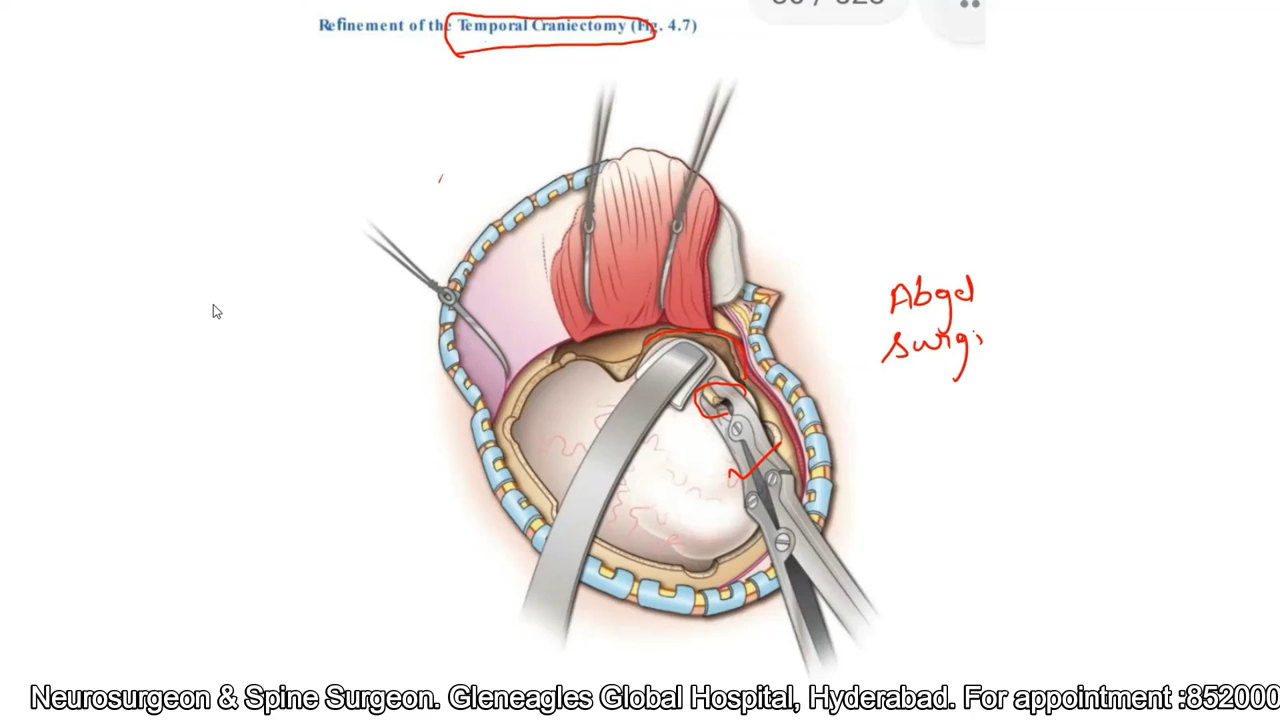 Refinement of the Temporal Craniectomy (Fig. 4.7)
Abgel
surgi
Neurosurgeon & Spine Surgeon. Gleneagles Global Hospital, Hyderabad. For appointment :852000